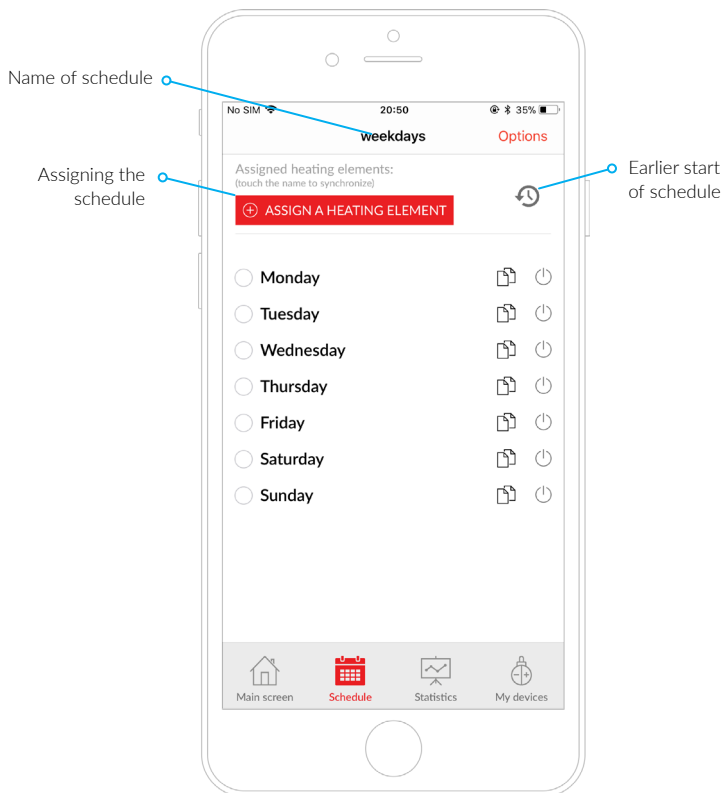 Name of schedule
No SIM 20:50 35%
weekdays Options
Assigning the
schedule
Assigned heating elements:
(touch the name to synchronize)
ASSIGN A HEATING ELEMENT
Earlier start
of schedule
Monday
Tuesday
Wednesday
Thursday
Friday
Saturday
Sunday
Main screen Schedule Statistics My devices